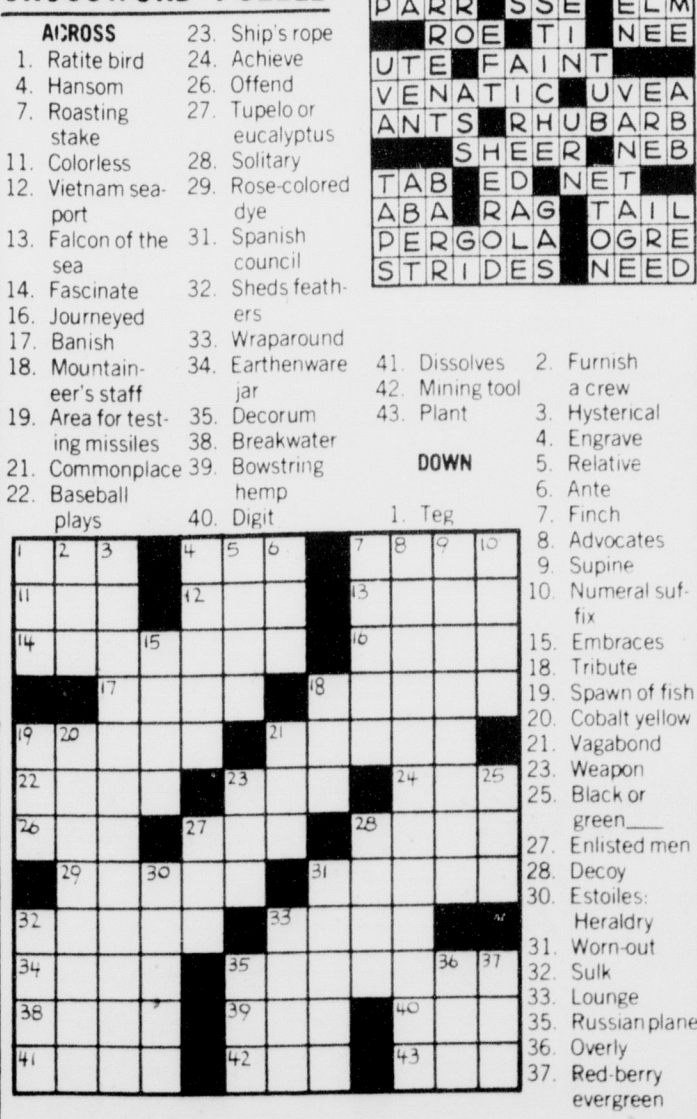 ACROSS
1. Ratite bird
4. Hansom
7. Roasting
stake
11. Colorless
12. Vietnam sea-
port
13. Falcon of the
sea
14. Fascinate
16. Journeyed
17. Banish
18. Mountain-
eer's staff
19. Area for test-
ing missiles
21. Commonplace
22. Baseball
plays
23. Ship's rope
24. Achieve
26. Offend
27. Tupelo or
eucalyptus
28. Solitary
29. Rose-colored
dye
31. Spanish
council
32. Sheds feath-
ers
33. Wraparound
34. Earthenware
jar
35. Decorum
38. Breakwater
39. Bowstring
hemp
40. Digit
PARR SSE ELM
ROE TI NEE
UTE FAINT
VENATIC UVEA
ANTS RHUBARB
SHEER NEB
TAB ED NET
ABA RAG TAIL
PERGOLA OGRE
STRIDES NEED
41. Dissolves
42. Mining tool
43. Plant
DOWN
1. Teg
2. Furnish
a crew
3. Hysterical
4. Engrave
5. Relative
6. Ante
7. Finch
8. Advocates
9. Supine
10. Numeral suf-
fix
15. Embraces
18. Tribute
19. Spawn of fish
20. Cobalt yellow
21. Vagabond
23. Weapon
25. Black or
green___
27. Enlisted men
28. Decoy
30. Estoiles:
Heraldry
31. Worn-out
32. Sulk
33. Lounge
35. Russian plane
36. Overly
37. Red-berry
evergreen
1 2 3 4 5 6 7 8 9 10
11 12 13
14 15 16
17 18
19 20 21
22 23 24 25
26 27 28
29 30 31
32 33
34 35 36 37
38 39 40
41 42 43